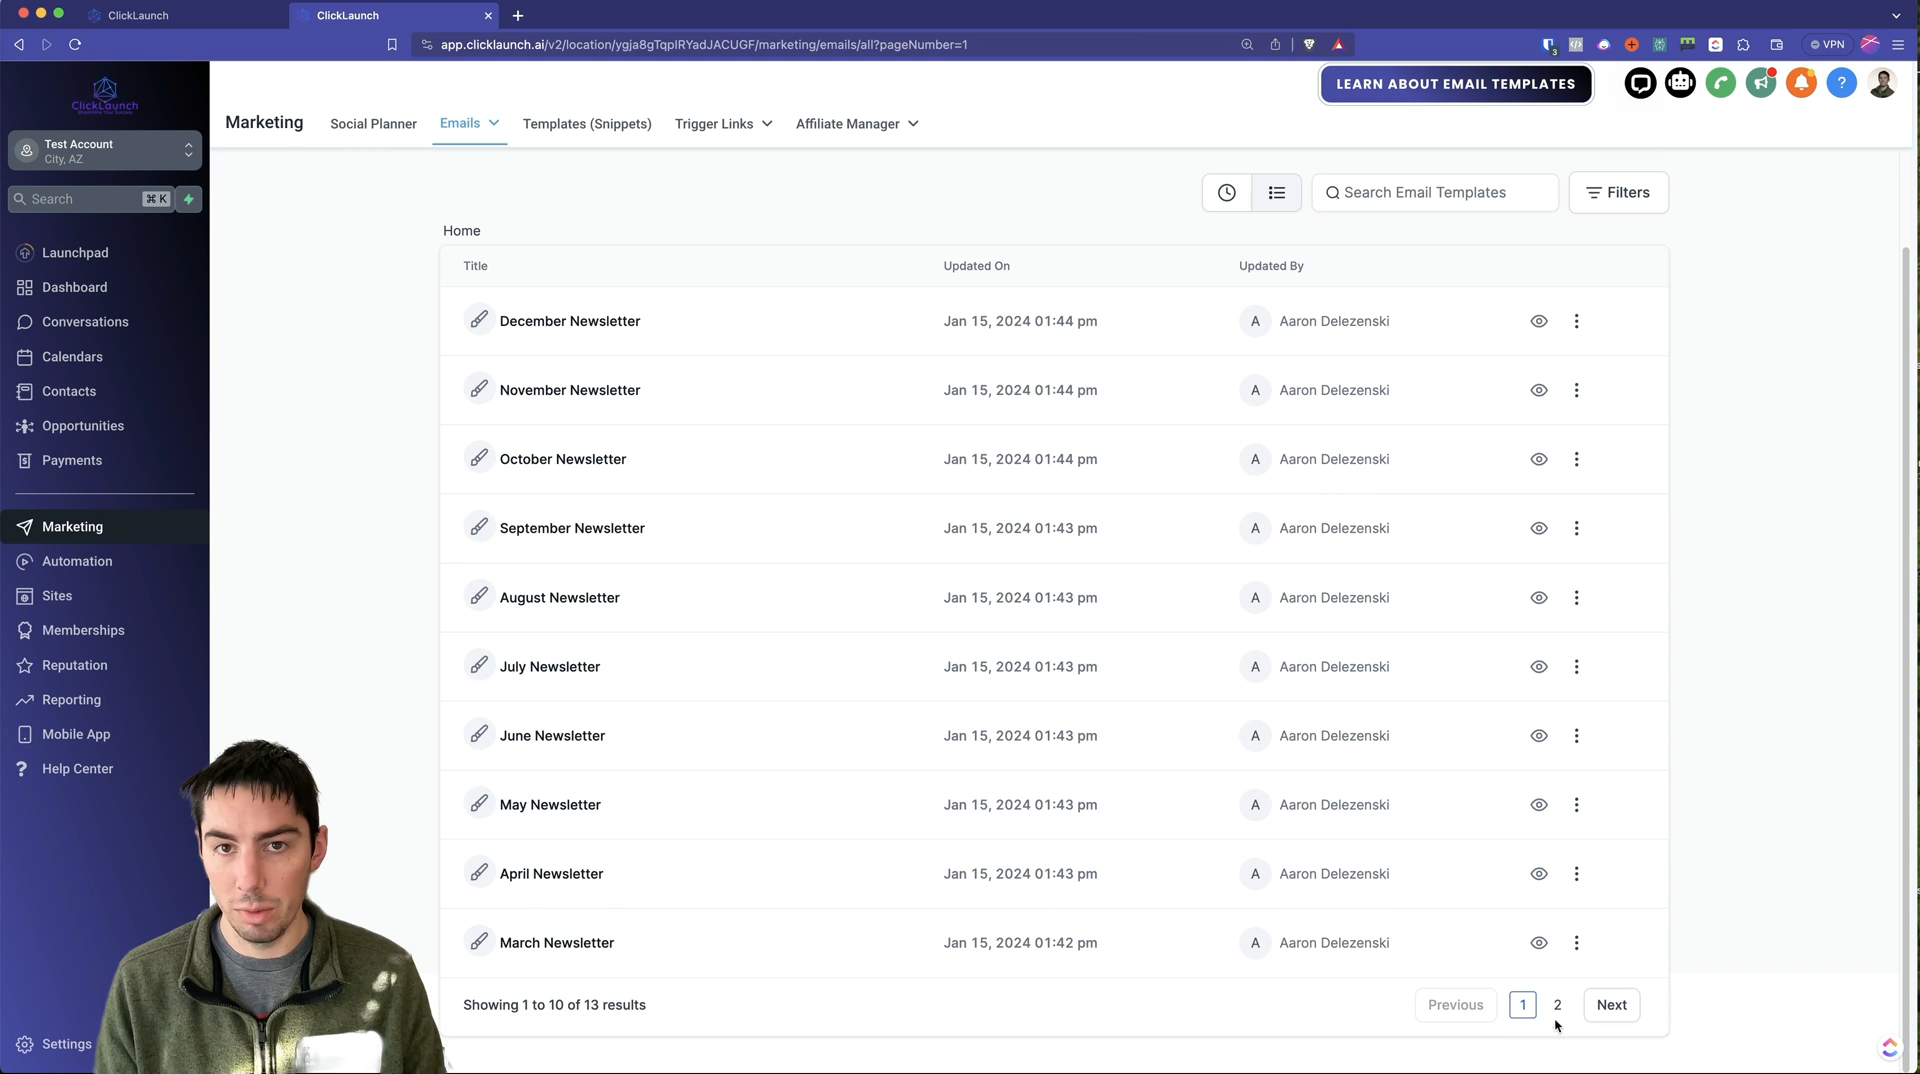 ClickLaunch
ClickLaunch
app.clicklaunch.ai/v2/location/ygja8gTqpIRYadJACUGF/marketing/emails/all?pageNumber=1
3
VPN
ClickLaunch
LEARN ABOUT EMAIL TEMPLATES
?
Marketing
Social Planner
Emails
Templates (Snippets)
Trigger Links
Affiliate Manager
Test Account
City, AZ
Search
⌘ K
Search Email Templates
Filters
Launchpad
Dashboard
Conversations
Calendars
Contacts
Opportunities
Payments
Marketing
Automation
Sites
Memberships
Reputation
Reporting
Mobile App
? Help Center
Settings
Home
Title Updated On Updated By
December Newsletter Jan 15, 2024 01:44 pm A Aaron Delezenski
November Newsletter Jan 15, 2024 01:44 pm A Aaron Delezenski
October Newsletter Jan 15, 2024 01:44 pm A Aaron Delezenski
September Newsletter Jan 15, 2024 01:43 pm A Aaron Delezenski
August Newsletter Jan 15, 2024 01:43 pm A Aaron Delezenski
July Newsletter Jan 15, 2024 01:43 pm A Aaron Delezenski
June Newsletter Jan 15, 2024 01:43 pm A Aaron Delezenski
May Newsletter Jan 15, 2024 01:43 pm A Aaron Delezenski
April Newsletter Jan 15, 2024 01:43 pm A Aaron Delezenski
March Newsletter Jan 15, 2024 01:42 pm A Aaron Delezenski
Showing 1 to 10 of 13 results
Previous 1 2 Next